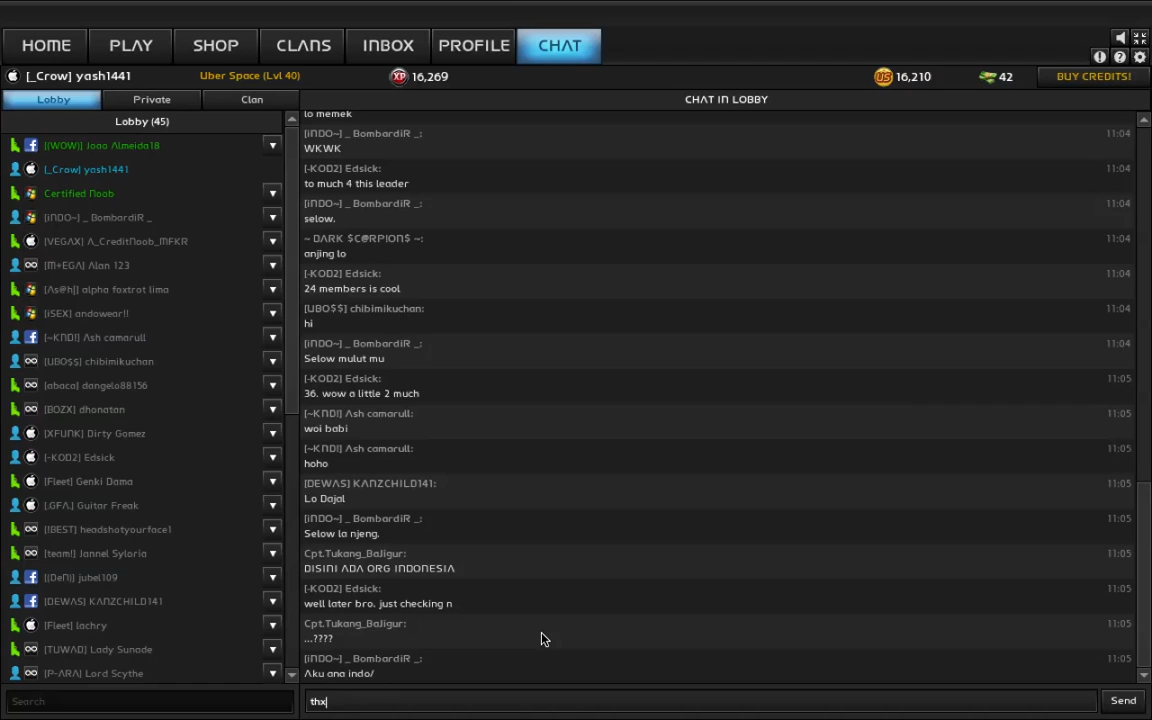 HOME PLAY SHOP CLANS INBOX PROFILE CHAT
[_Crow] yash1441 Uber Space (Lvl 40) XP 16,269 US 16,210 42 BUY CREDITS!
Lobby Private Clan CHAT IN LOBBY
Lobby (45)
[(WOW)] Joao Almeida18
[_Crow] yash1441
Certified Noob
[iNDO~] _ BombardiR _
[VEGAX] A_CreditNoob_MFKR
[M+EGA] Alan 123
[As@h[] alpha foxtrot lima
[iSEX] andowear!!
[~KND!] Ash camarull
[UBO$$] chibimikuchan
[abaca] dangelo88156
[BOZX] dhonatan
[XFUNK] Dirty Gomez
[-KOD2] Edsick
[Fleet] Genki Dama
[.GFA.] Guitar Freak
[!BEST] headshotyourface1
[team!] Jannel Syloria
[(DeN)] jubel109
[DEWAS] KANZCHILD141
[Fleet] lachry
[TUWAD] Lady Sunade
[P-ARA] Lord Scythe
Search
lo memek
[iNDO~] _ BombardiR _: 11:04
WKWK
[-KOD2] Edsick: 11:04
to much 4 this leader
[iNDO~] _ BombardiR _: 11:04
selow.
~ DARK $C@RPION$ ~: 11:04
anjing lo
[-KOD2] Edsick: 11:04
24 members is cool
[UBO$$] chibimikuchan: 11:04
hi
[iNDO~] _ BombardiR _: 11:04
Selow mulut mu
[-KOD2] Edsick: 11:05
36. wow a little 2 much
[~KND!] Ash camarull: 11:05
woi babi
[~KND!] Ash camarull: 11:05
hoho
[DEWAS] KANZCHILD141: 11:05
Lo Dajal
[iNDO~] _ BombardiR _: 11:05
Selow la njeng.
Cpt.Tukang_BaJigur: 11:05
DISINI ADA ORG INDONESIA
[-KOD2] Edsick: 11:05
well later bro. just checking n
Cpt.Tukang_BaJigur: 11:05
...????
[iNDO~] _ BombardiR _: 11:05
Aku ana indo/
thx Send